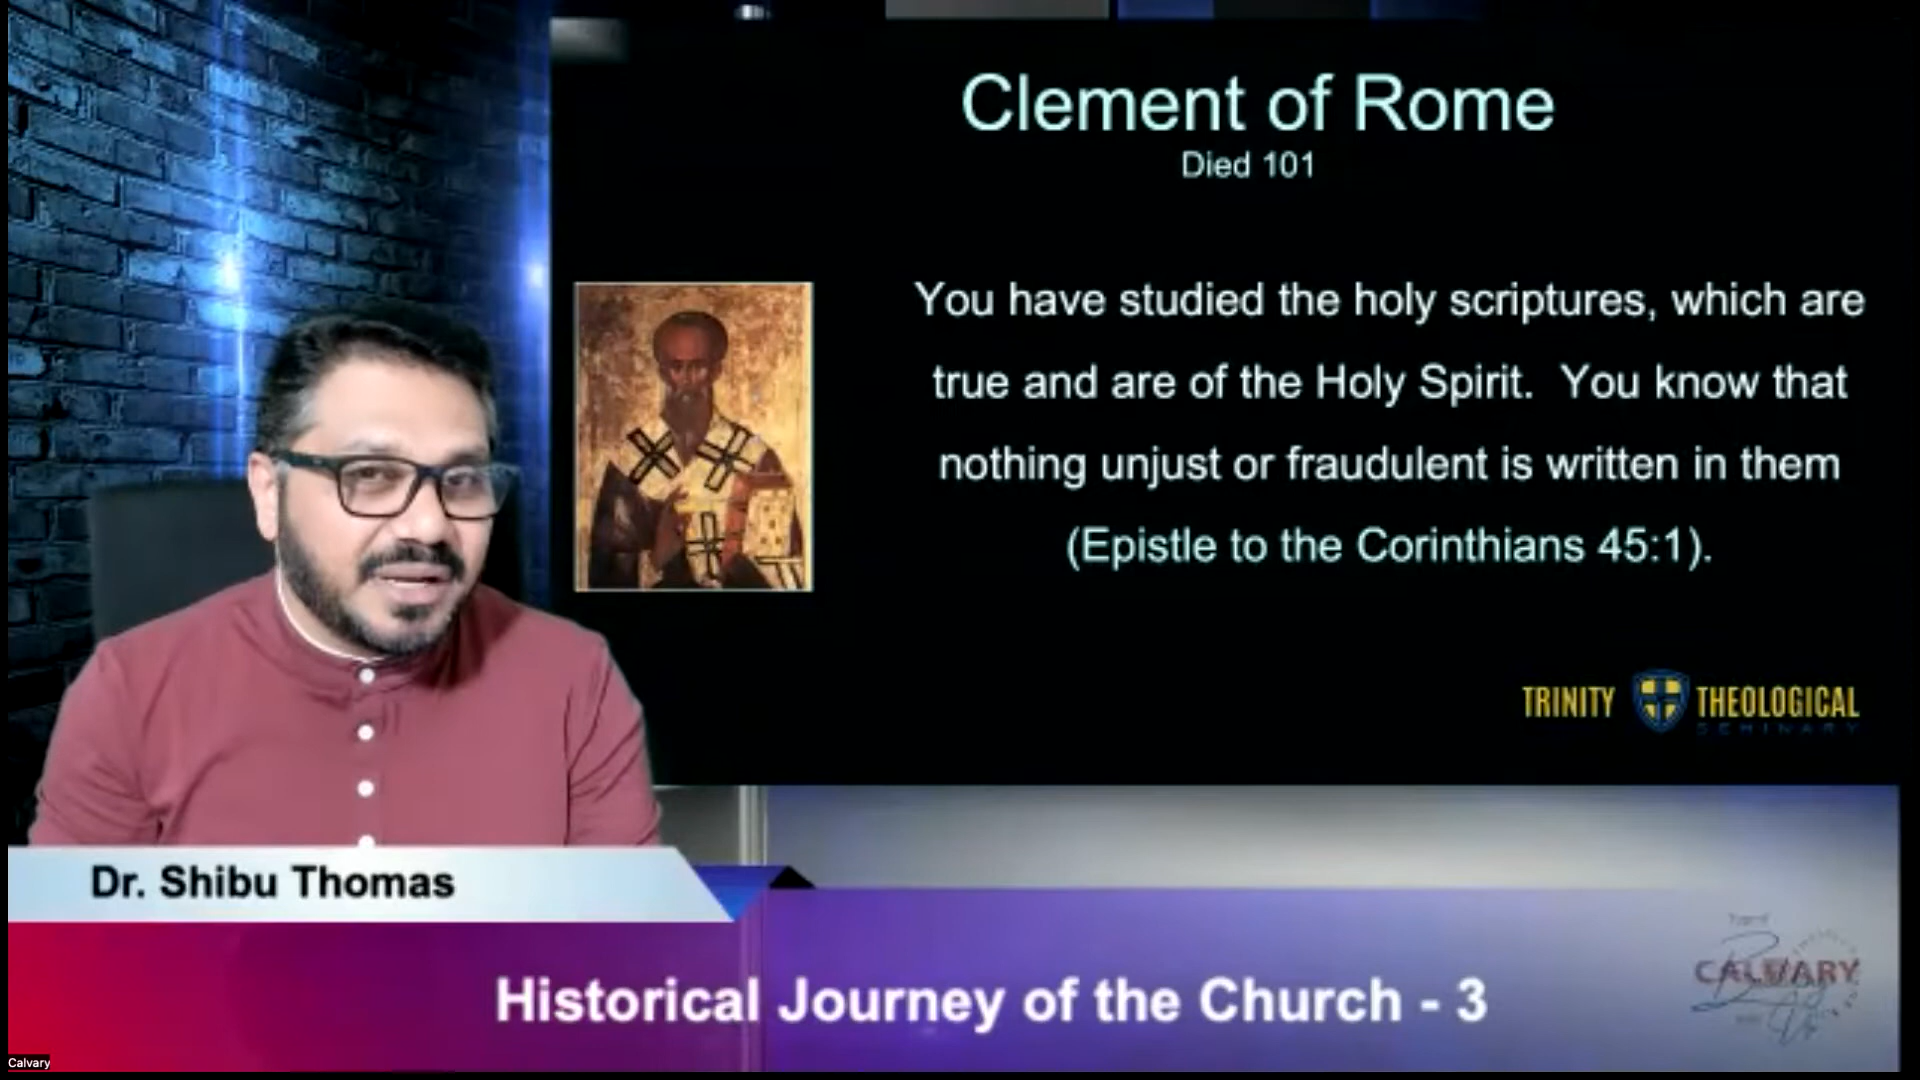 Clement of Rome
Died 101
You have studied the holy scriptures, which are
true and are of the Holy Spirit.  You know that
nothing unjust or fraudulent is written in them
(Epistle to the Corinthians 45:1).
TRINITY THEOLOGICAL
SEMINARY
Dr. Shibu Thomas
Historical Journey of the Church - 3
CALVARY
Calvary